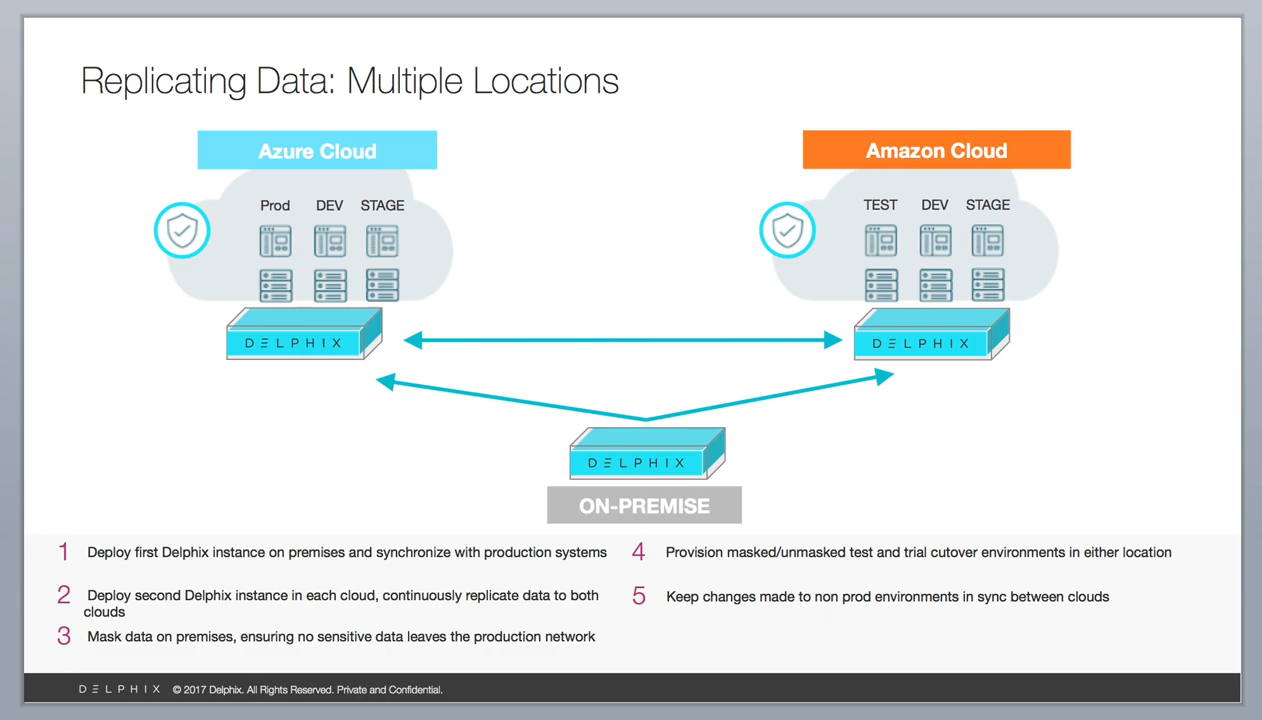 Replicating Data: Multiple Locations
Azure Cloud
Amazon Cloud
Prod DEV STAGE
TEST DEV STAGE
DELPHIX
DELPHIX
DELPHIX
ON-PREMISE
1 Deploy first Delphix instance on premises and synchronize with production systems
2 Deploy second Delphix instance in each cloud, continuously replicate data to both
clouds
3 Mask data on premises, ensuring no sensitive data leaves the production network
4 Provision masked/unmasked test and trial cutover environments in either location
5 Keep changes made to non prod environments in sync between clouds
DELPHIX © 2017 Delphix. All Rights Reserved. Private and Confidential.